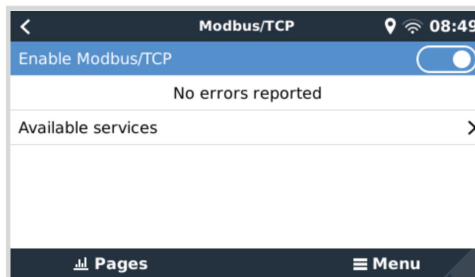 Modbus/TCP 08:49
Enable Modbus/TCP
No errors reported
Available services
Pages Menu